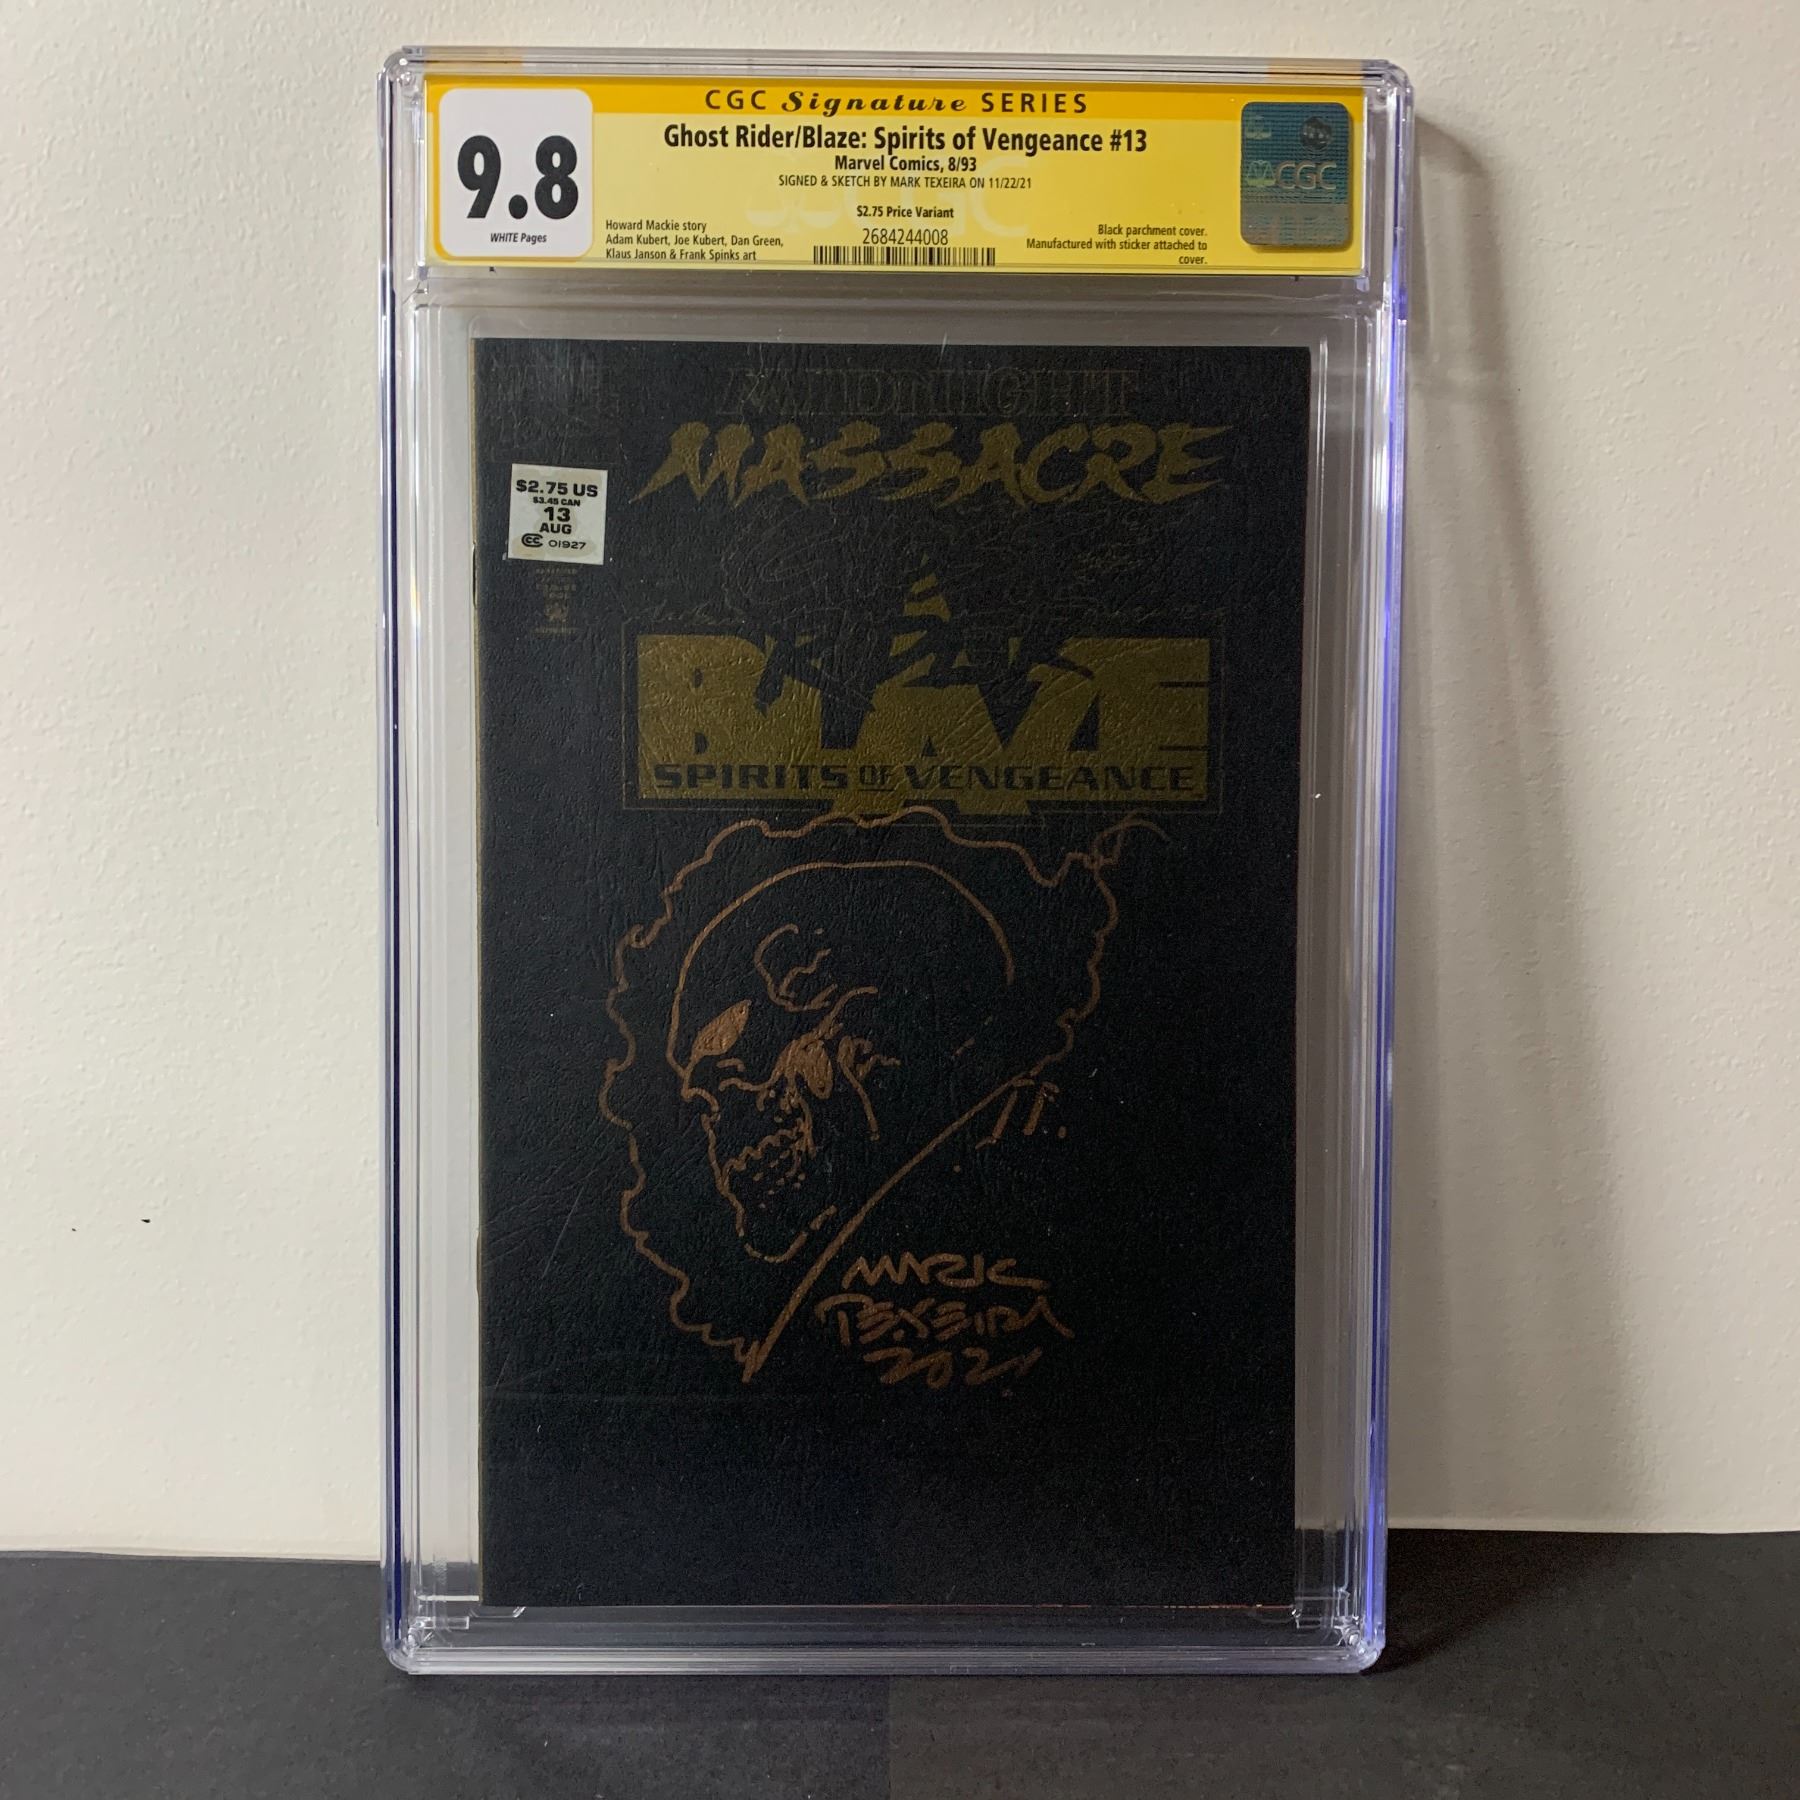 CGC Signature SERIES
Ghost Rider/Blaze: Spirits of Vengeance #13
Marvel Comics, 8/93
SIGNED & SKETCH BY MARK TEXEIRA ON 11/22/21
9.8
WHITE Pages
$2.75 Price Variant
2684244008
Howard Mackie story
Adam Kubert, Joe Kubert, Dan Green,
Klaus Janson & Frank Spinks art
Black parchment cover.
Manufactured with sticker attached to
cover.
CGC
MIDNIGHT
MASSACRE
$2.75 US
$3.45 CAN
13
AUG
CC 01927
BLAZE
SPIRITS OF VENGEANCE
MARK
TEXEIRA
2021